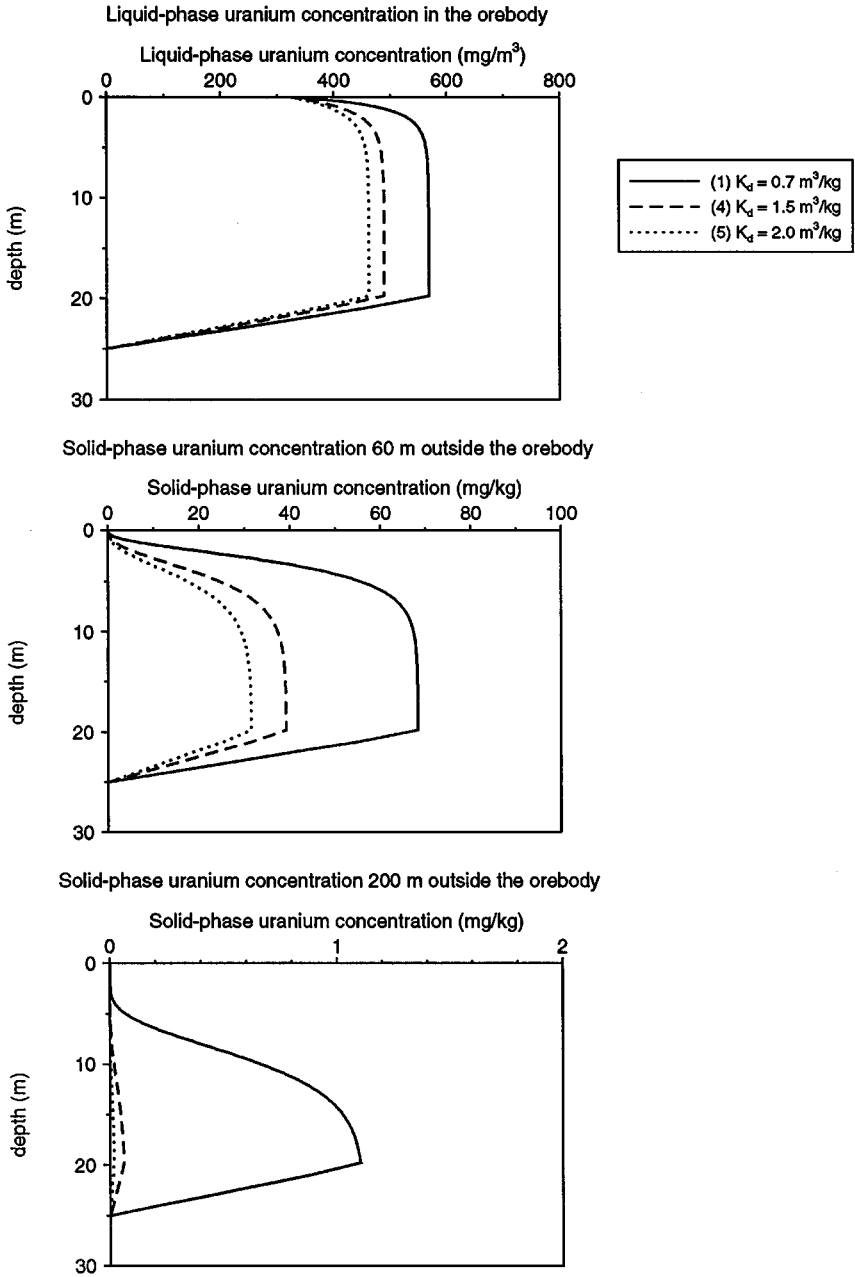 Liquid-phase uranium concentration in the orebody
Liquid-phase uranium concentration (mg/m³)
0 200 400 600 800
0
10
20
30
depth (m)
(1) K_d = 0.7 m³/kg
(4) K_d = 1.5 m³/kg
(5) K_d = 2.0 m³/kg
Solid-phase uranium concentration 60 m outside the orebody
Solid-phase uranium concentration (mg/kg)
0 20 40 60 80 100
0
10
20
30
depth (m)
Solid-phase uranium concentration 200 m outside the orebody
Solid-phase uranium concentration (mg/kg)
0 1 2
0
10
20
30
depth (m)